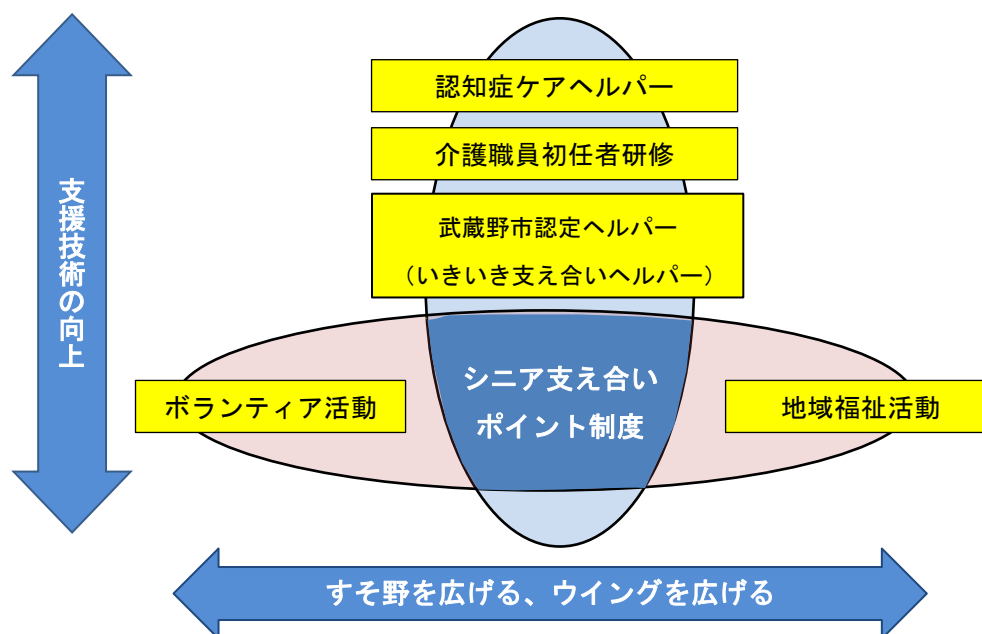 支援技術の向上
認知症ケアヘルパー
介護職員初任者研修
武蔵野市認定ヘルパー
(いきいき支え合いヘルパー)
シニア支え合い
ポイント制度
ボランティア活動
地域福祉活動
すそ野を広げる、ウイングを広げる